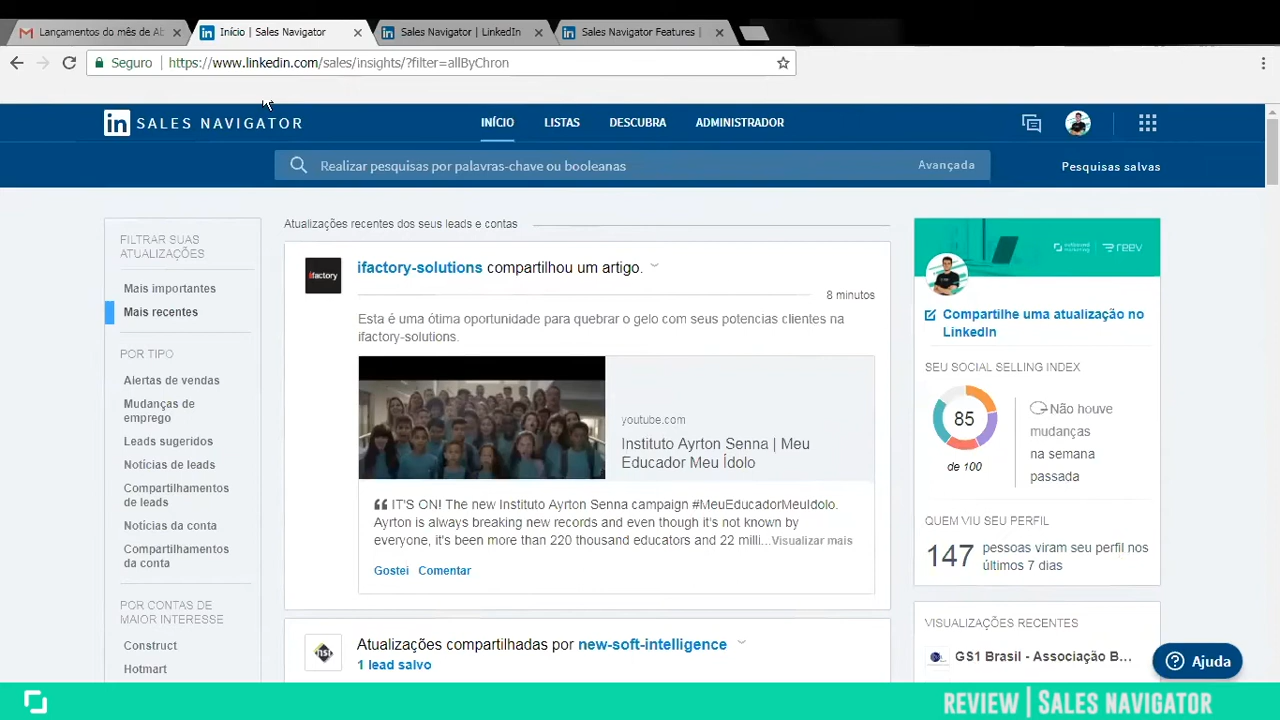 Lançamentos do mês de Ab
Início | Sales Navigator
Sales Navigator | LinkedIn
Sales Navigator Features |
Seguro
https://www.linkedin.com/sales/insights/?filter=allByChron
in SALES NAVIGATOR
INÍCIO
LISTAS
DESCUBRA
ADMINISTRADOR
Realizar pesquisas por palavras-chave ou booleanas
Avançada
Pesquisas salvas
FILTRAR SUAS
ATUALIZAÇÕES
Mais importantes
Mais recentes
POR TIPO
Alertas de vendas
Mudanças de
emprego
Leads sugeridos
Notícias de leads
Compartilhamentos
de leads
Notícias da conta
Compartilhamentos
da conta
POR CONTAS DE
MAIOR INTERESSE
Construct
Hotmart
Atualizações recentes dos seus leads e contas
ifactory
ifactory-solutions compartilhou um artigo.
8 minutos
Esta é uma ótima oportunidade para quebrar o gelo com seus potencias clientes na
ifactory-solutions.
youtube.com
Instituto Ayrton Senna | Meu
Educador Meu Ídolo
IT'S ON! The new Instituto Ayrton Senna campaign #MeuEducadorMeuIdolo.
Ayrton is always breaking new records and even though it's not known by
everyone, it's been more than 220 thousand educators and 22 milli...Visualizar mais
Gostei Comentar
Atualizações compartilhadas por new-soft-intelligence
1 lead salvo
outbound
marketing
reev
Compartilhe uma atualização no
LinkedIn
SEU SOCIAL SELLING INDEX
85
de 100
Não houve
mudanças
na semana
passada
QUEM VIU SEU PERFIL
147
pessoas viram seu perfil nos
últimos 7 dias
VISUALIZAÇÕES RECENTES
GS1 Brasil - Associação B...
Ajuda
REVIEW | SALES NAVIGATOR